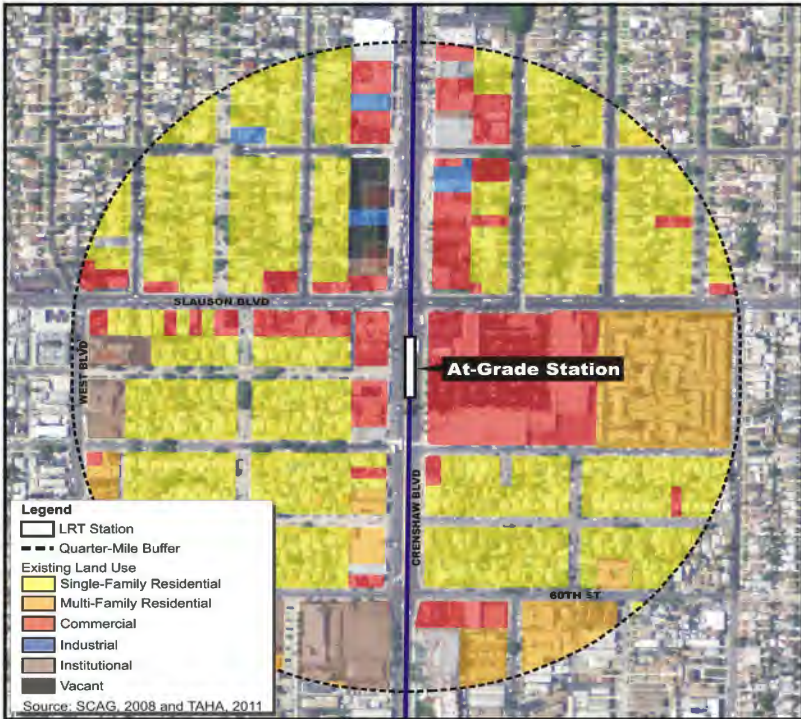 SLAUSON BLVD
WEST BLVD
At-Grade Station
CRENSHAW BLVD
60TH ST
Legend
LRT Station
Quarter-Mile Buffer
Existing Land Use
Single-Family Residential
Multi-Family Residential
Commercial
Industrial
Institutional
Vacant
Source: SCAG, 2008 and TAHA, 2011